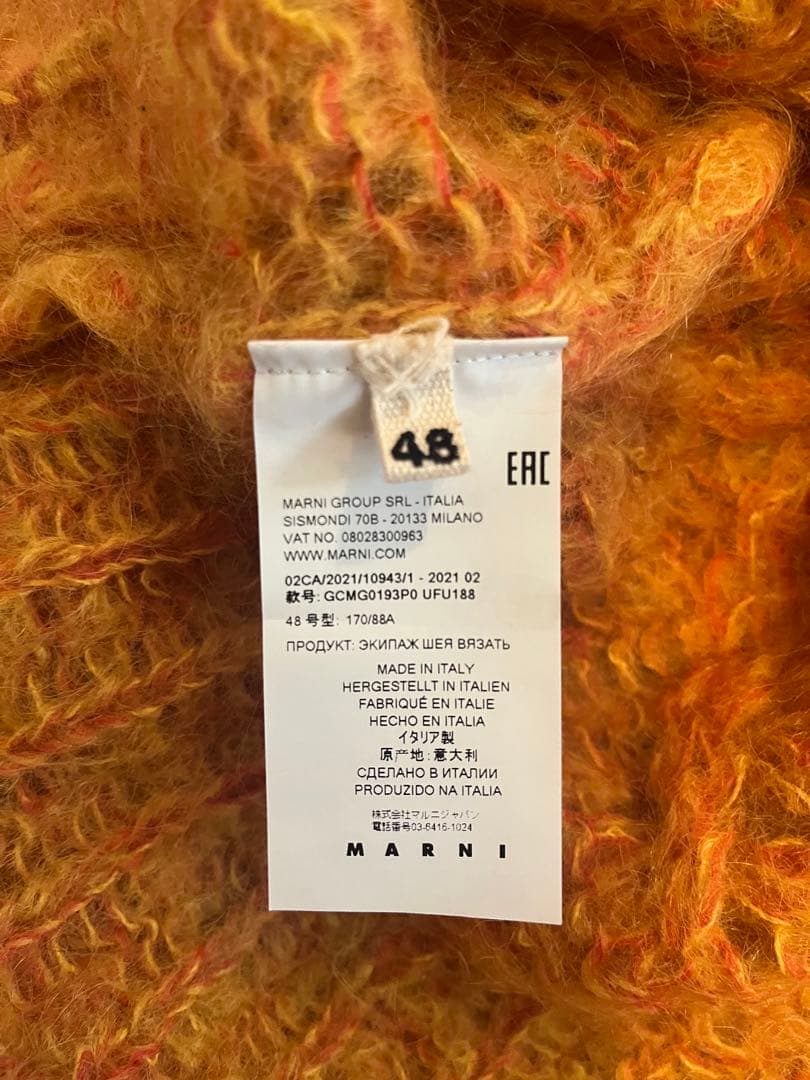 48
EAC
MARNI GROUP SRL - ITALIA
SISMONDI 70B - 20133 MILANO
VAT NO. 08028300963
WWW.MARNI.COM
02CA/2021/10943/1 - 2021 02
款号: GCMG0193P0 UFU188
48 号型: 170/88A
ПРОДУКТ: ЭКИПАЖ ШЕЯ ВЯЗАТЬ
MADE IN ITALY
HERGESTELLT IN ITALIEN
FABRIQUÉ EN ITALIE
HECHO EN ITALIA
イタリア製
原产地:意大利
СДЕЛАНО В ИТАЛИИ
PRODUZIDO NA ITALIA
株式会社マルニジャパン
電話番号03-6416-1024
MARNI